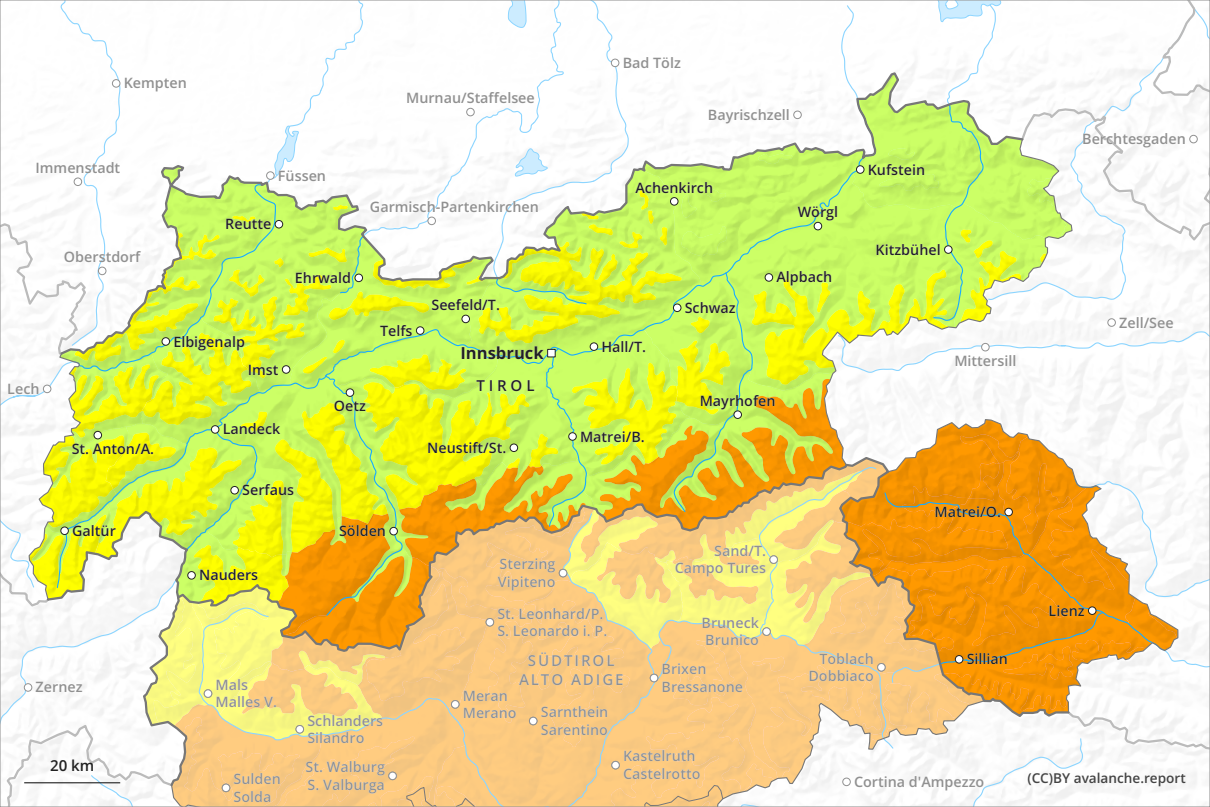 Kempten
Bad Tölz
Murnau/Staffelsee
Bayrischzell
Berchtesgaden
Immenstadt
Füssen
Kufstein
Achenkirch
Garmisch-Partenkirchen
Wörgl
Reutte
Oberstdorf
Kitzbühel
Ehrwald
Alpbach
Seefeld/T.
Schwaz
Telfs
Zell/See
Elbigenalp
Innsbruck
Hall/T.
Mittersill
Imst
TIROL
Lech
Oetz
Mayrhofen
Landeck
Matrei/B.
St. Anton/A.
Neustift/St.
Serfaus
Matrei/O.
Galtür
Sölden
Sand/T.
Campo Tures
Sterzing
Vipiteno
Nauders
Lienz
St. Leonhard/P.
S. Leonardo i. P.
Bruneck
Brunico
Sillian
SÜDTIROL
ALTO ADIGE
Toblach
Dobbiaco
Brixen
Bressanone
Zernez
Mals
Malles V.
Meran
Merano
Sarnthein
Sarentino
Schlanders
Silandro
Kastelruth
Castelrotto
20 km
St. Walburg
S. Valburga
Sulden
Solda
Cortina d'Ampezzo
(CC)BY avalanche.report